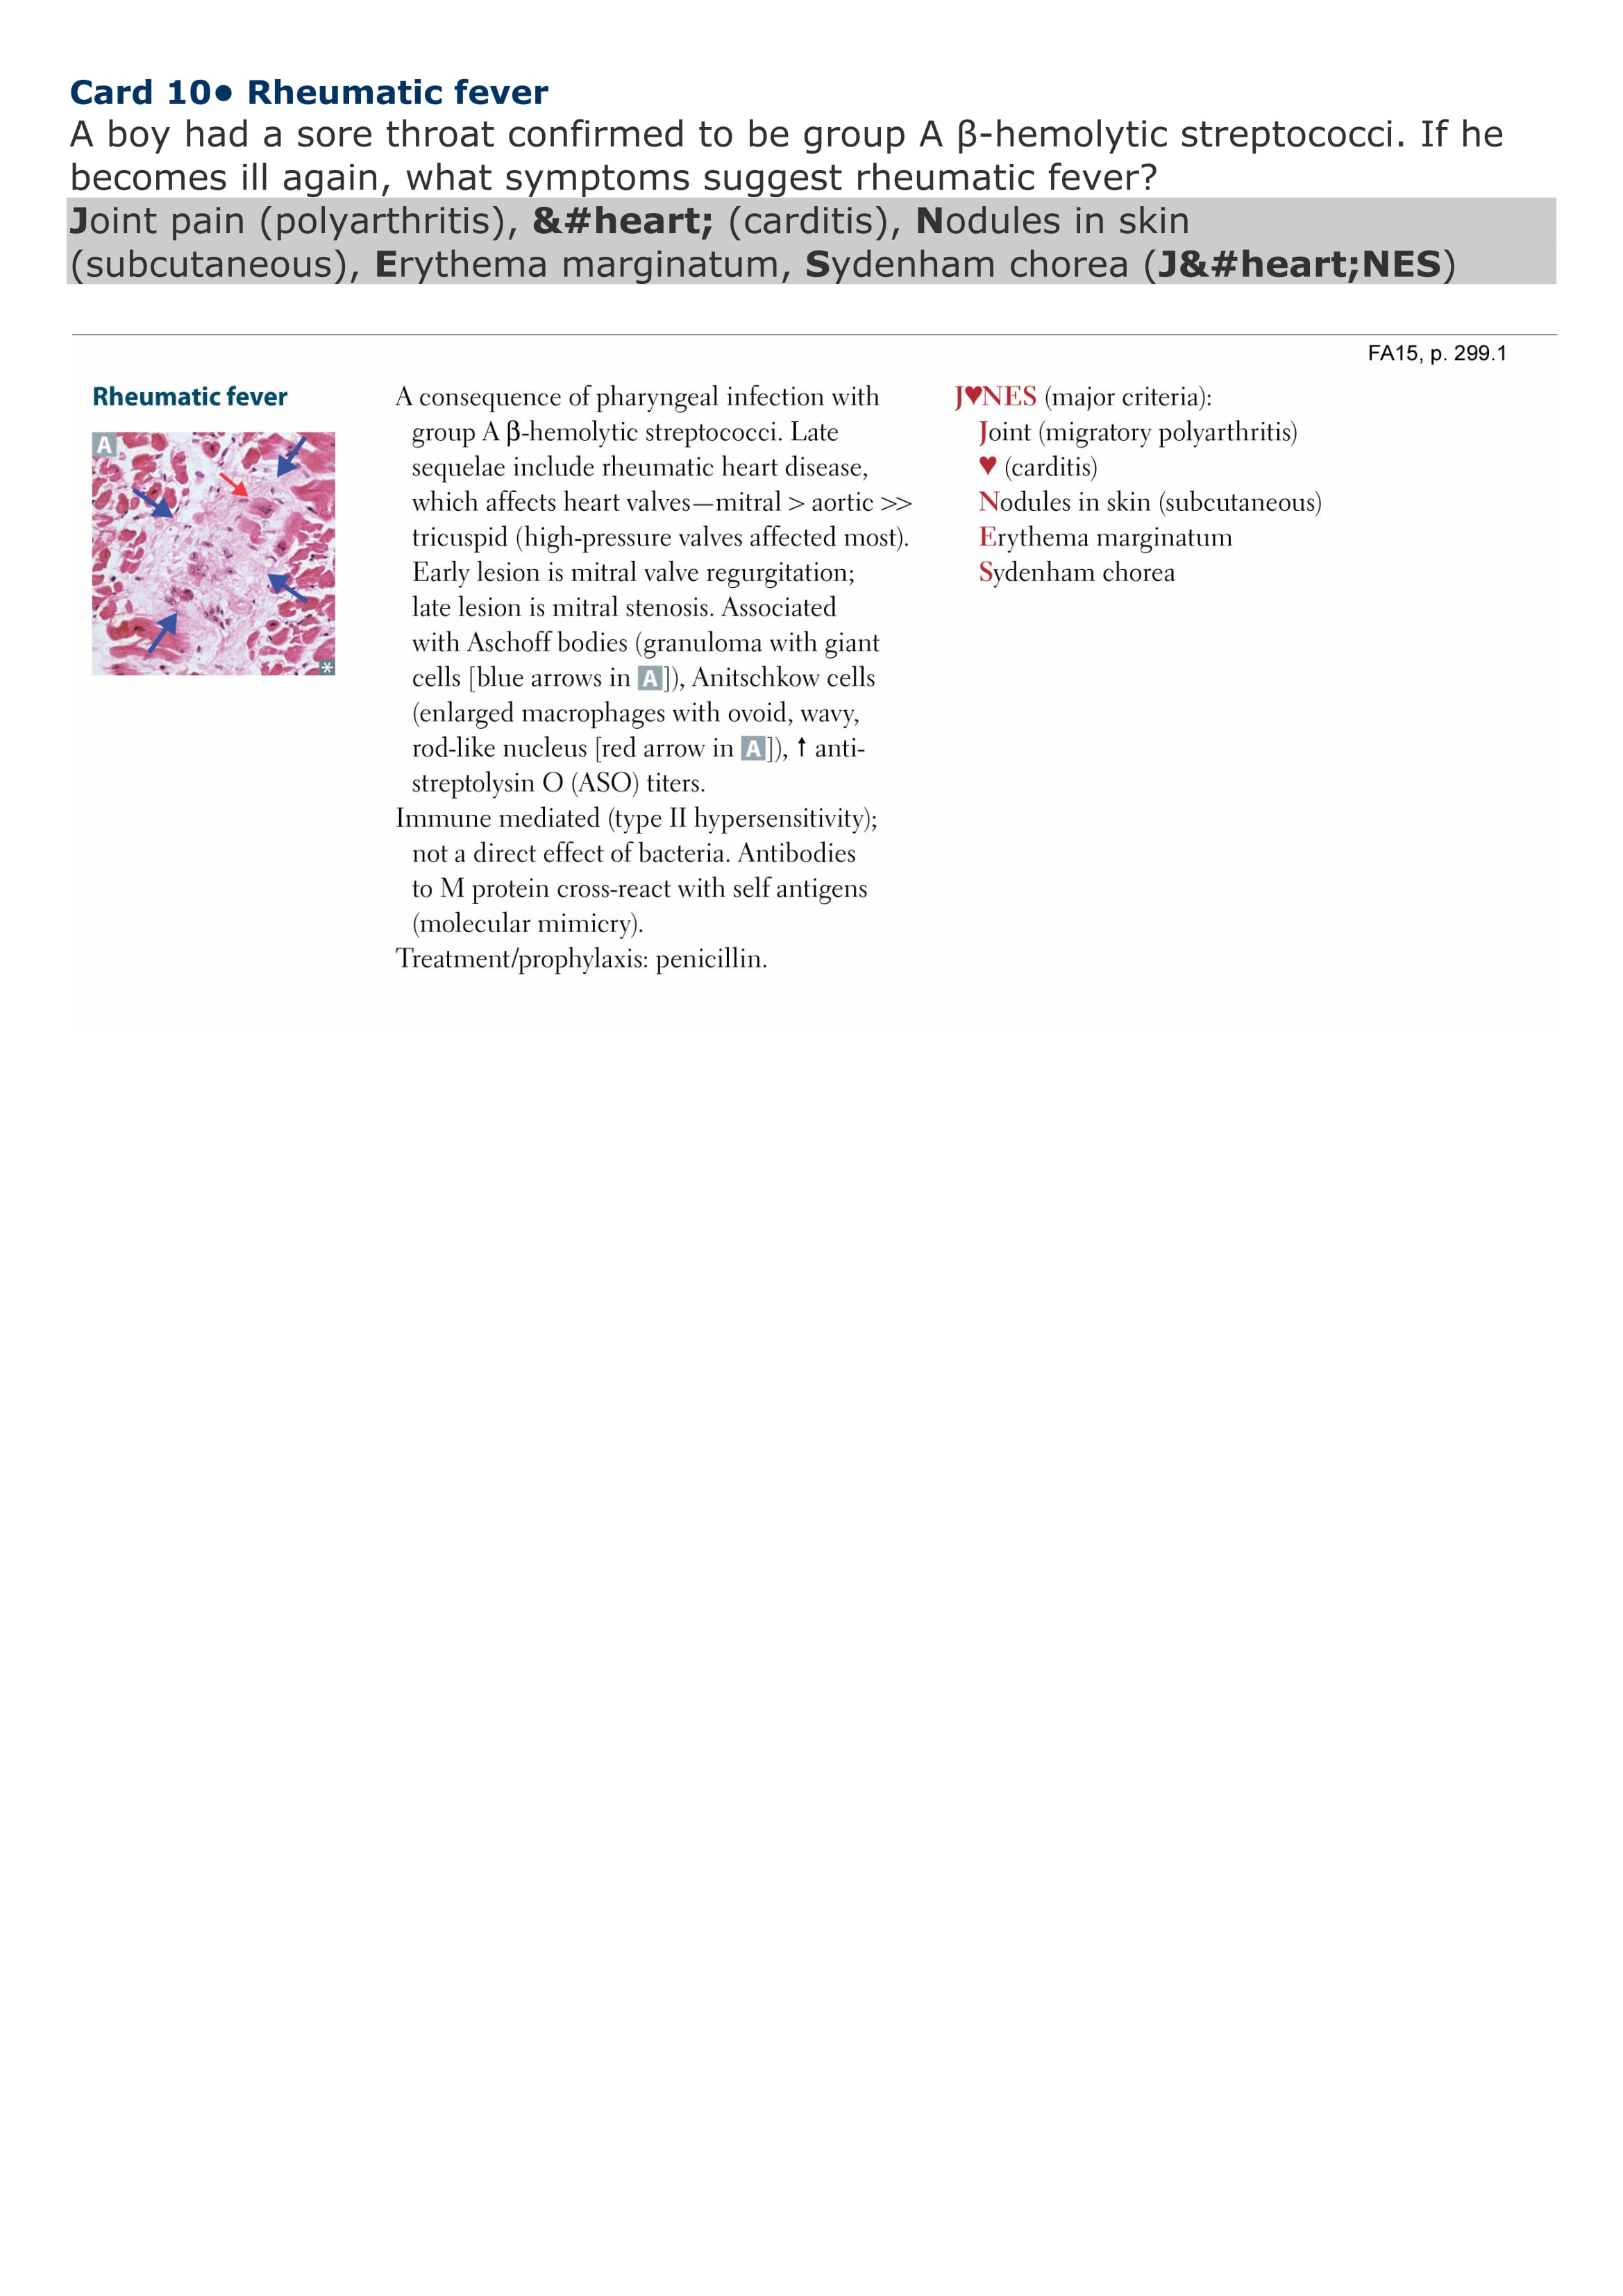 Card 10• Rheumatic fever
A boy had a sore throat confirmed to be group A β-hemolytic streptococci. If he
becomes ill again, what symptoms suggest rheumatic fever?
Joint pain (polyarthritis), &#heart; (carditis), Nodules in skin
(subcutaneous), Erythema marginatum, Sydenham chorea (J&#heart;NES)
FA15, p. 299.1
Rheumatic fever
A
*
A consequence of pharyngeal infection with
group A β-hemolytic streptococci. Late
sequelae include rheumatic heart disease,
which affects heart valves—mitral > aortic >>
tricuspid (high-pressure valves affected most).
Early lesion is mitral valve regurgitation;
late lesion is mitral stenosis. Associated
with Aschoff bodies (granuloma with giant
cells [blue arrows in A]), Anitschkow cells
(enlarged macrophages with ovoid, wavy,
rod-like nucleus [red arrow in A]), ↑ anti-
streptolysin O (ASO) titers.
Immune mediated (type II hypersensitivity);
not a direct effect of bacteria. Antibodies
to M protein cross-react with self antigens
(molecular mimicry).
Treatment/prophylaxis: penicillin.
J♥NES (major criteria):
Joint (migratory polyarthritis)
♥ (carditis)
Nodules in skin (subcutaneous)
Erythema marginatum
Sydenham chorea